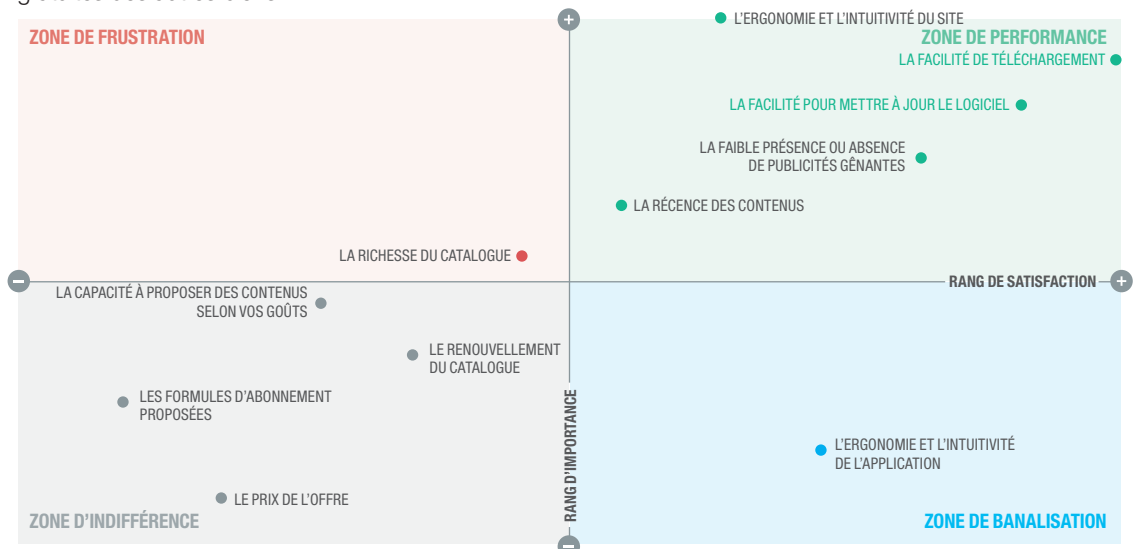 ZONE DE FRUSTRATION
L'ERGONOMIE ET L'INTUITIVITÉ DU SITE
ZONE DE PERFORMANCE
LA FACILITÉ DE TÉLÉCHARGEMENT
LA FACILITÉ POUR METTRE À JOUR LE LOGICIEL
LA FAIBLE PRÉSENCE OU ABSENCE
DE PUBLICITÉS GÊNANTES
LA RÉCENCE DES CONTENUS
LA RICHESSE DU CATALOGUE
RANG DE SATISFACTION
LA CAPACITÉ À PROPOSER DES CONTENUS
SELON VOS GOÛTS
LE RENOUVELLEMENT
DU CATALOGUE
LES FORMULES D'ABONNEMENT
PROPOSÉES
RANG D'IMPORTANCE
L'ERGONOMIE ET L'INTUITIVITÉ
DE L'APPLICATION
LE PRIX DE L'OFFRE
ZONE D'INDIFFÉRENCE
ZONE DE BANALISATION